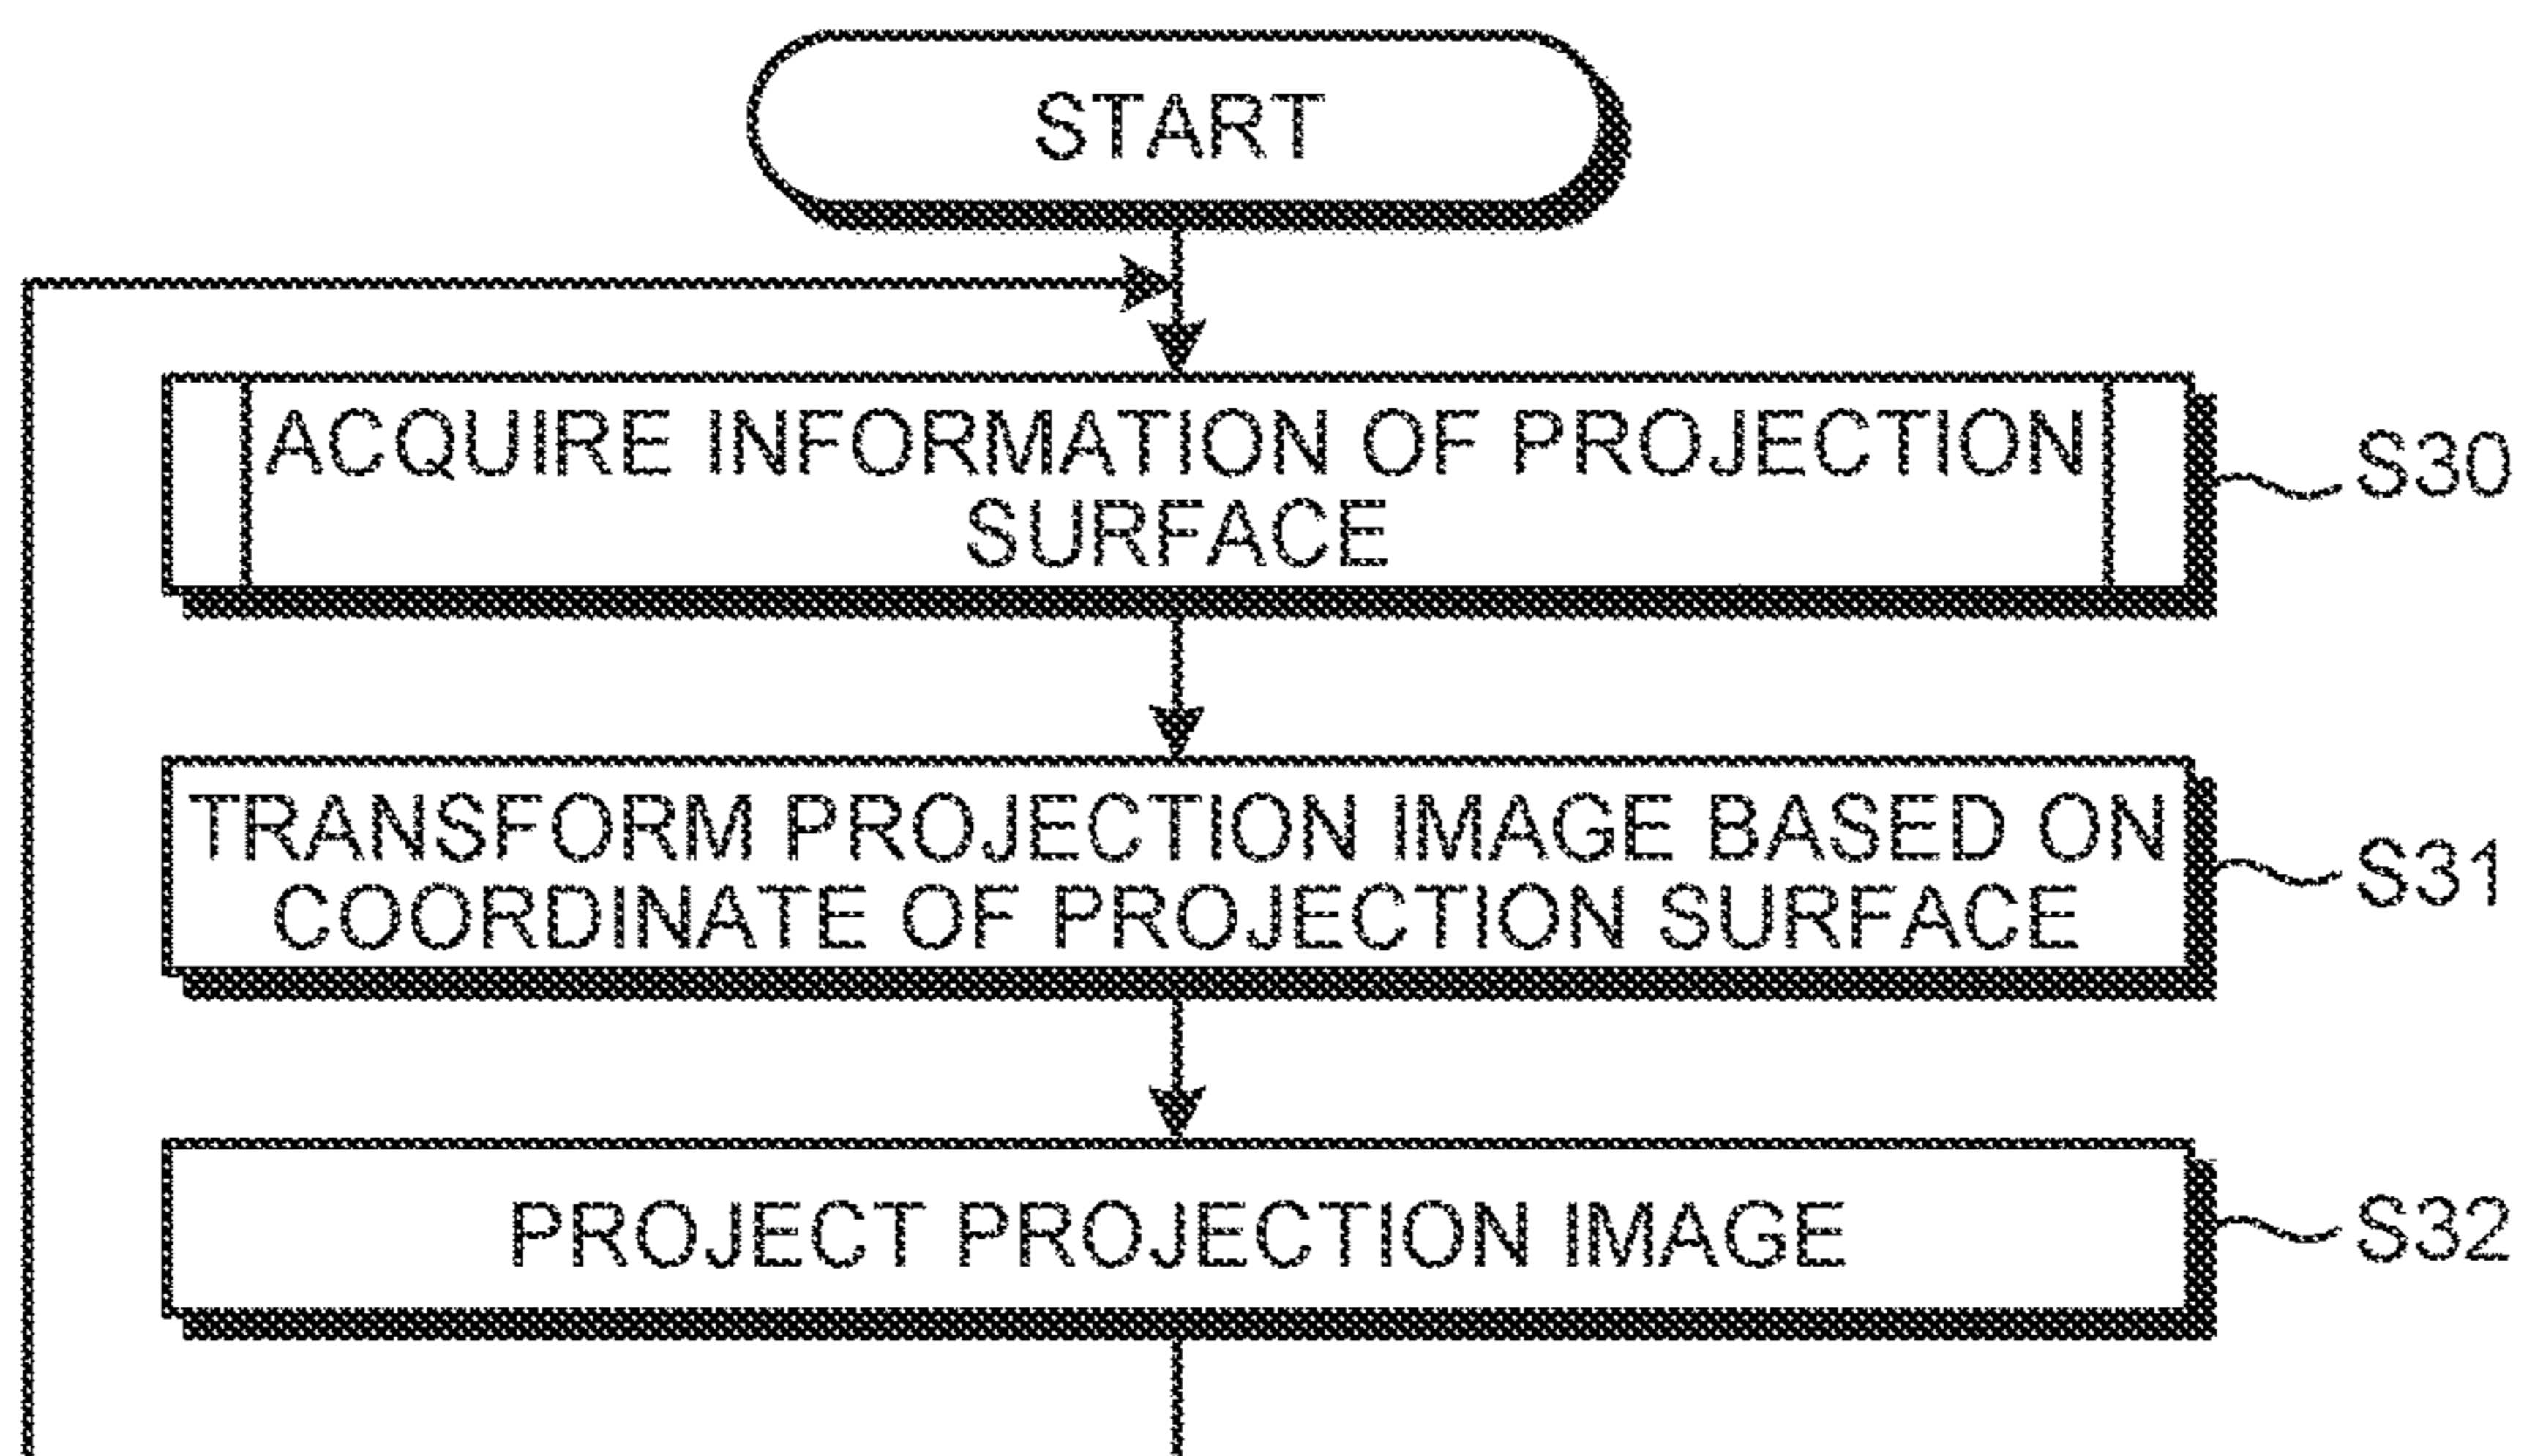 START
ACQUIRE INFORMATION OF PROJECTION
SURFACE
S30
TRANSFORM PROJECTION IMAGE BASED ON
COORDINATE OF PROJECTION SURFACE
S31
PROJECT PROJECTION IMAGE
S32